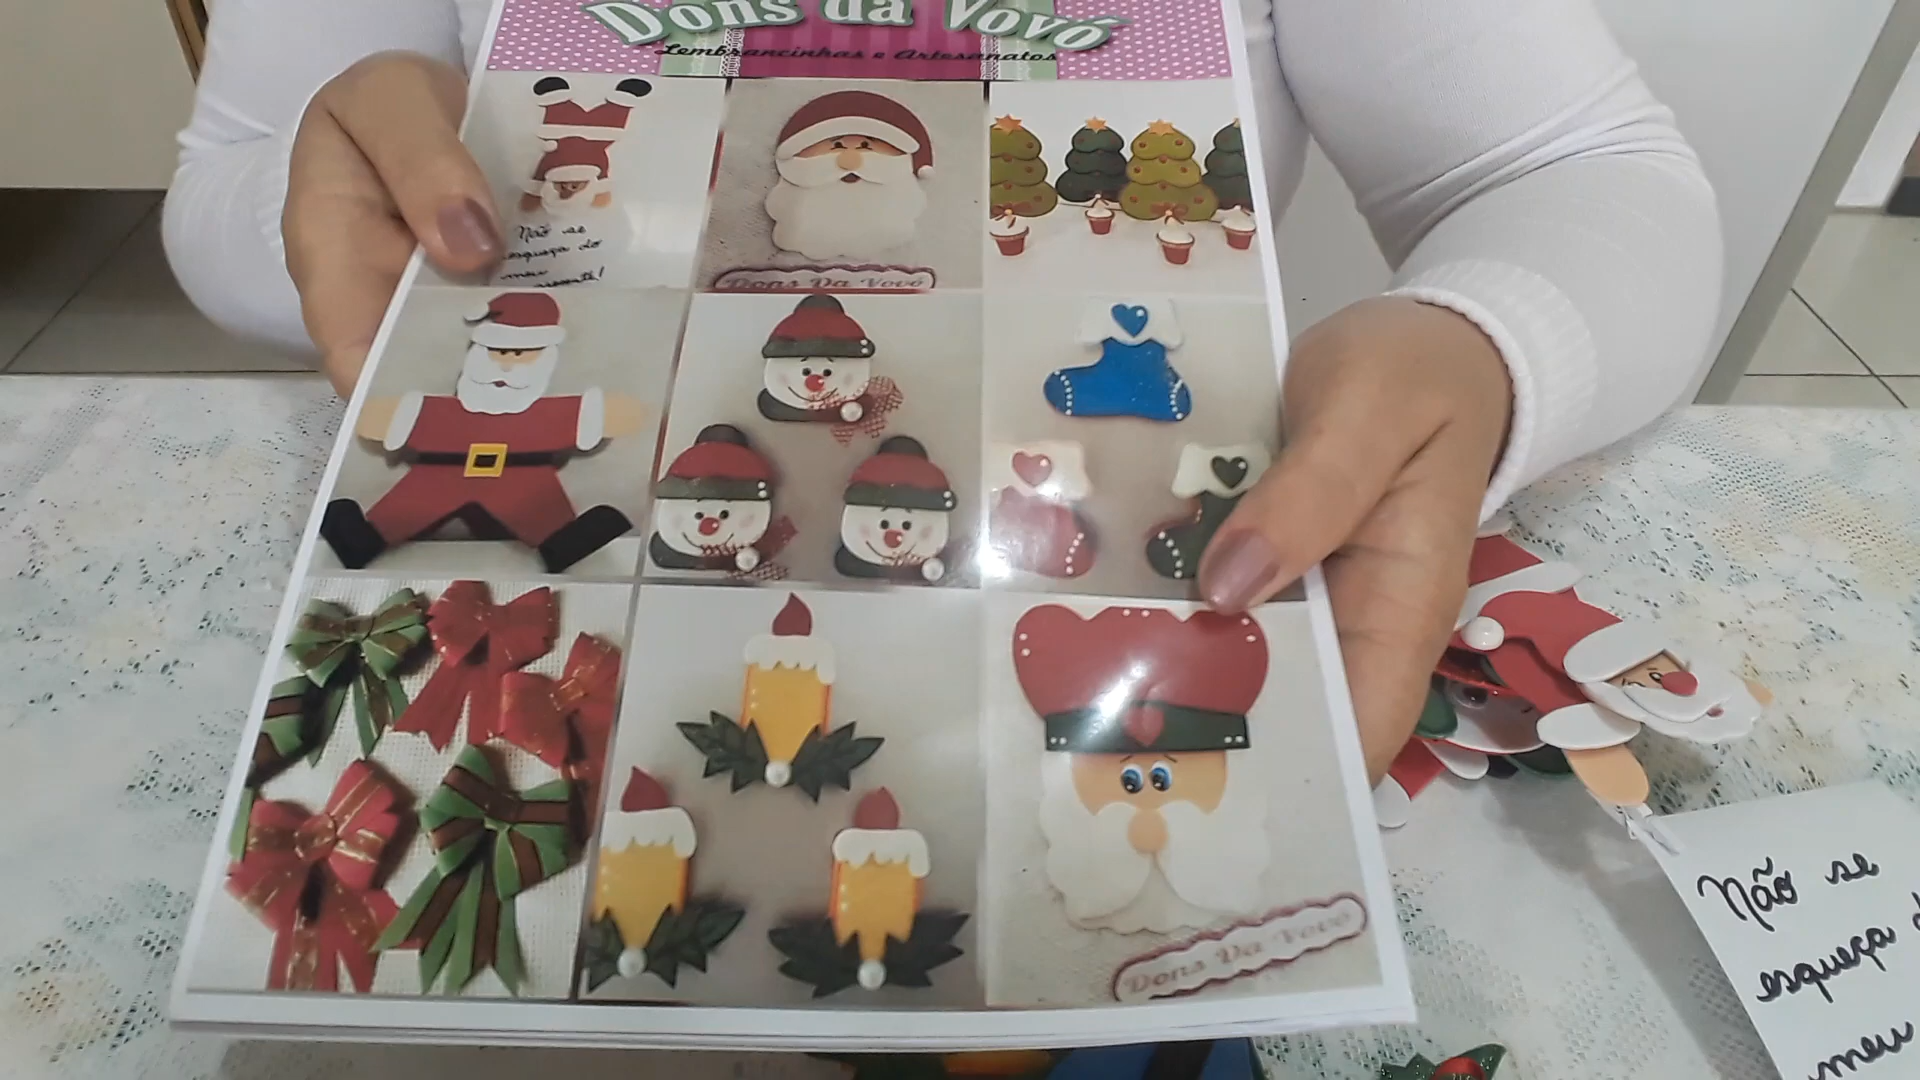 Dons da Vovó
Lembrancinhas e Artesanatos
Não se
esqueça do
meu
Dons Da Vovó
Dons Da Vovó
Não se
esqueça
meu